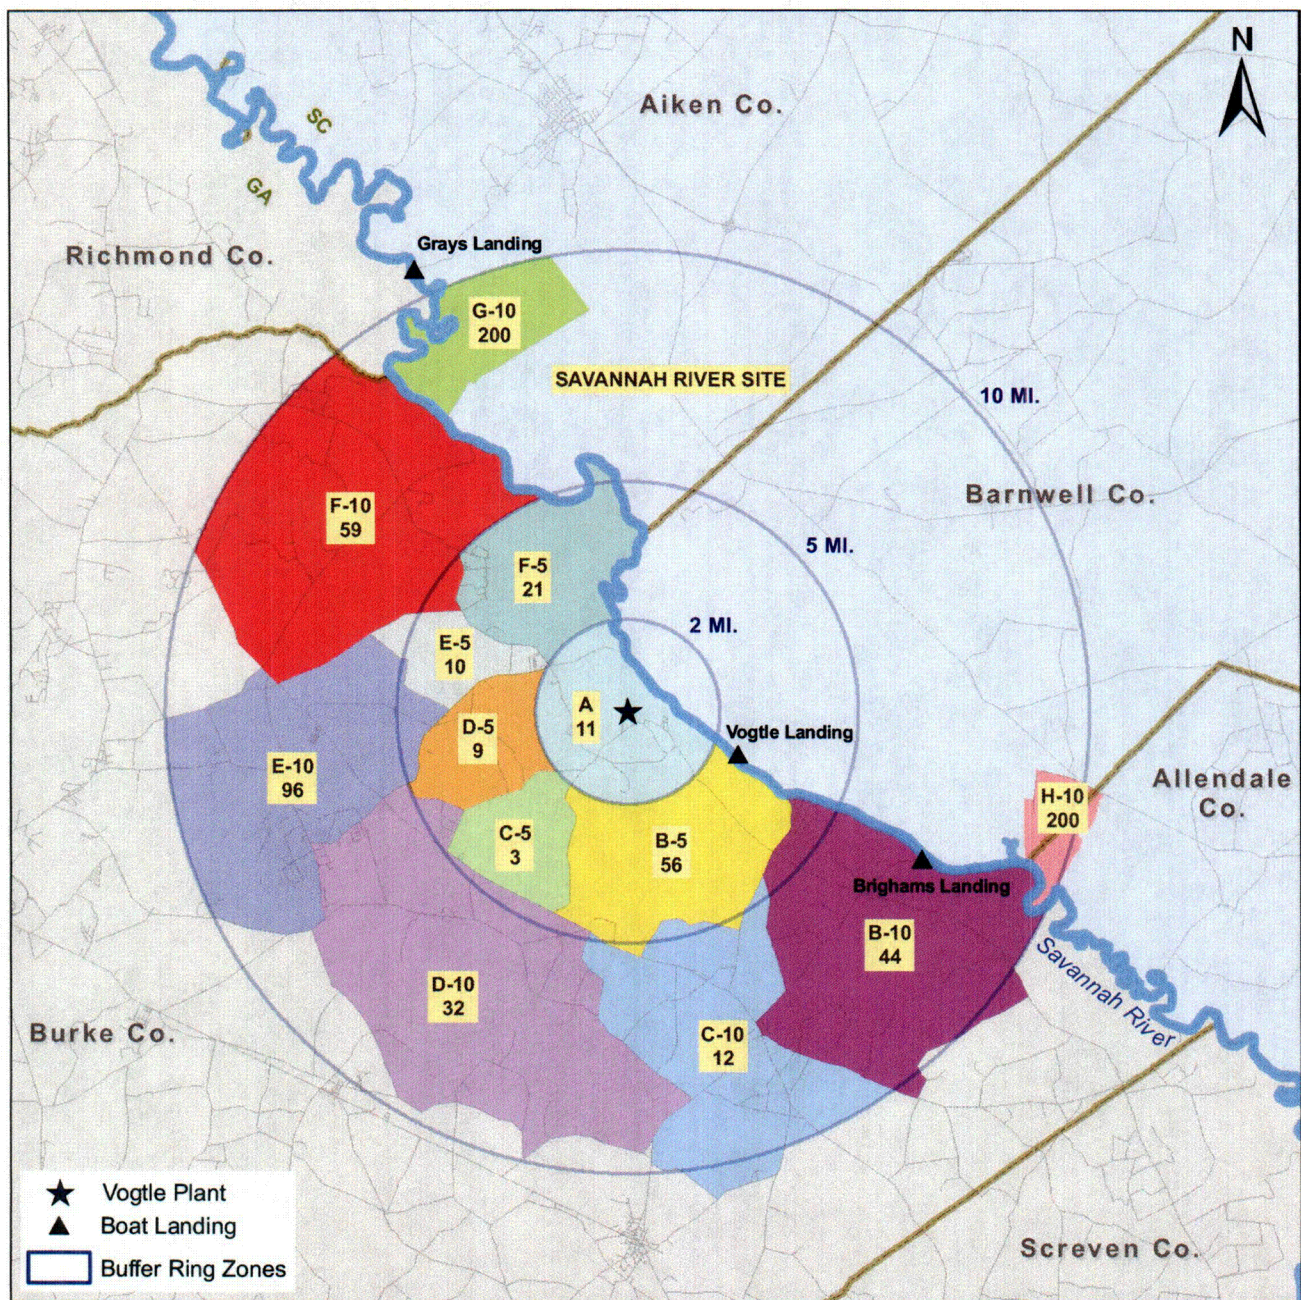 N
Aiken Co.
SC
GA
Grays Landing
Richmond Co.
G-10
200
SAVANNAH RIVER SITE
10 MI.
Barnwell Co.
F-10
59
5 MI.
F-5
21
2 MI.
E-5
10
A
11
D-5
9
Vogtle Landing
E-10
96
Allendale
Co.
H-10
200
C-5
3
B-5
56
Brighams Landing
B-10
44
Savannah River
D-10
32
Burke Co.
C-10
12
Vogtle Plant
Boat Landing
Buffer Ring Zones
Screven Co.